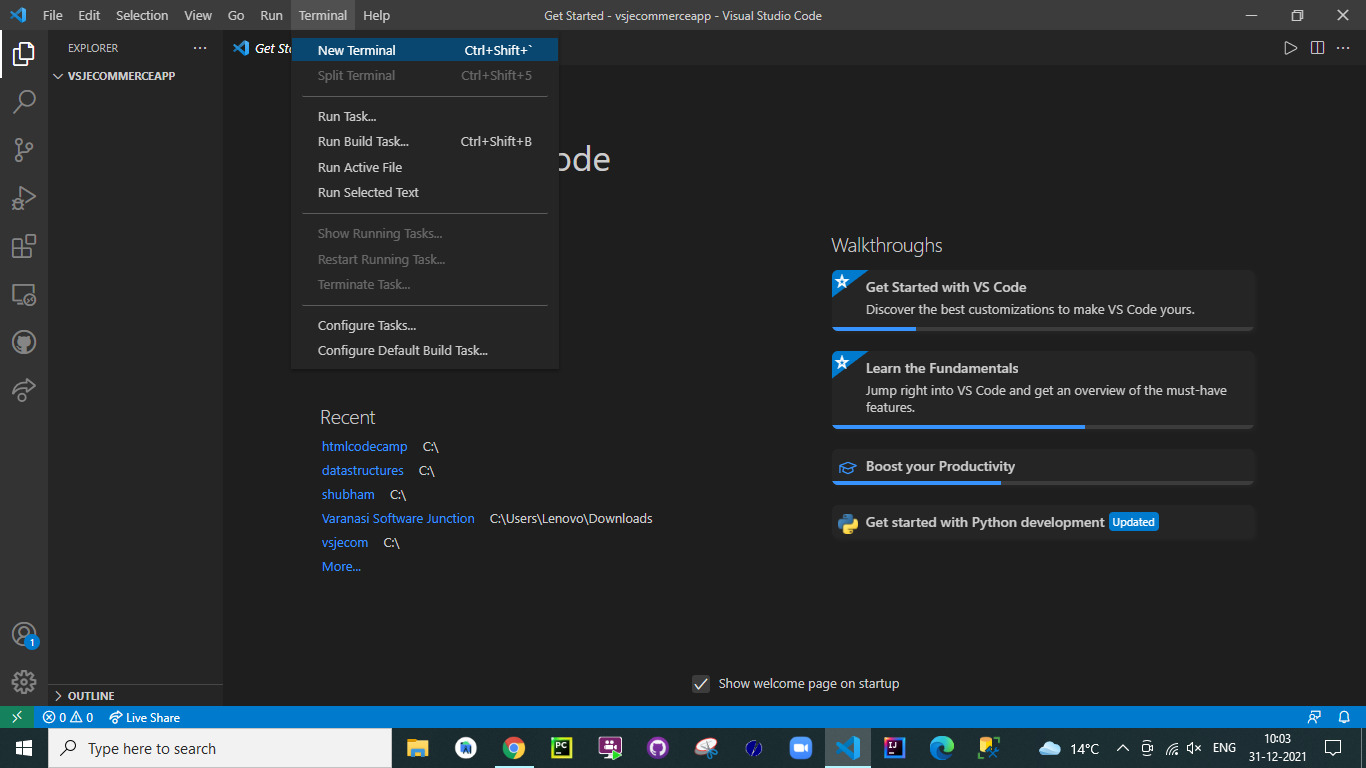 File Edit Selection View Go Run Terminal Help Get Started - vsjecommerceapp - Visual Studio Code
EXPLORER
VSJECOMMERCEAPP
OUTLINE
Get Sta
New Terminal Ctrl+Shift+`
Split Terminal Ctrl+Shift+5
Run Task...
Run Build Task... Ctrl+Shift+B
Run Active File
Run Selected Text
Show Running Tasks...
Restart Running Task...
Terminate Task...
Configure Tasks...
Configure Default Build Task...
ode
Recent
htmlcodecamp C:\
datastructures C:\
shubham C:\
Varanasi Software Junction C:\Users\Lenovo\Downloads
vsjecom C:\
More...
Walkthroughs
Get Started with VS Code
Discover the best customizations to make VS Code yours.
Learn the Fundamentals
Jump right into VS Code and get an overview of the must-have
features.
Boost your Productivity
Get started with Python development Updated
Show welcome page on startup
1
0 0 Live Share
Type here to search
PC
IJ
14°C ENG
10:03
31-12-2021